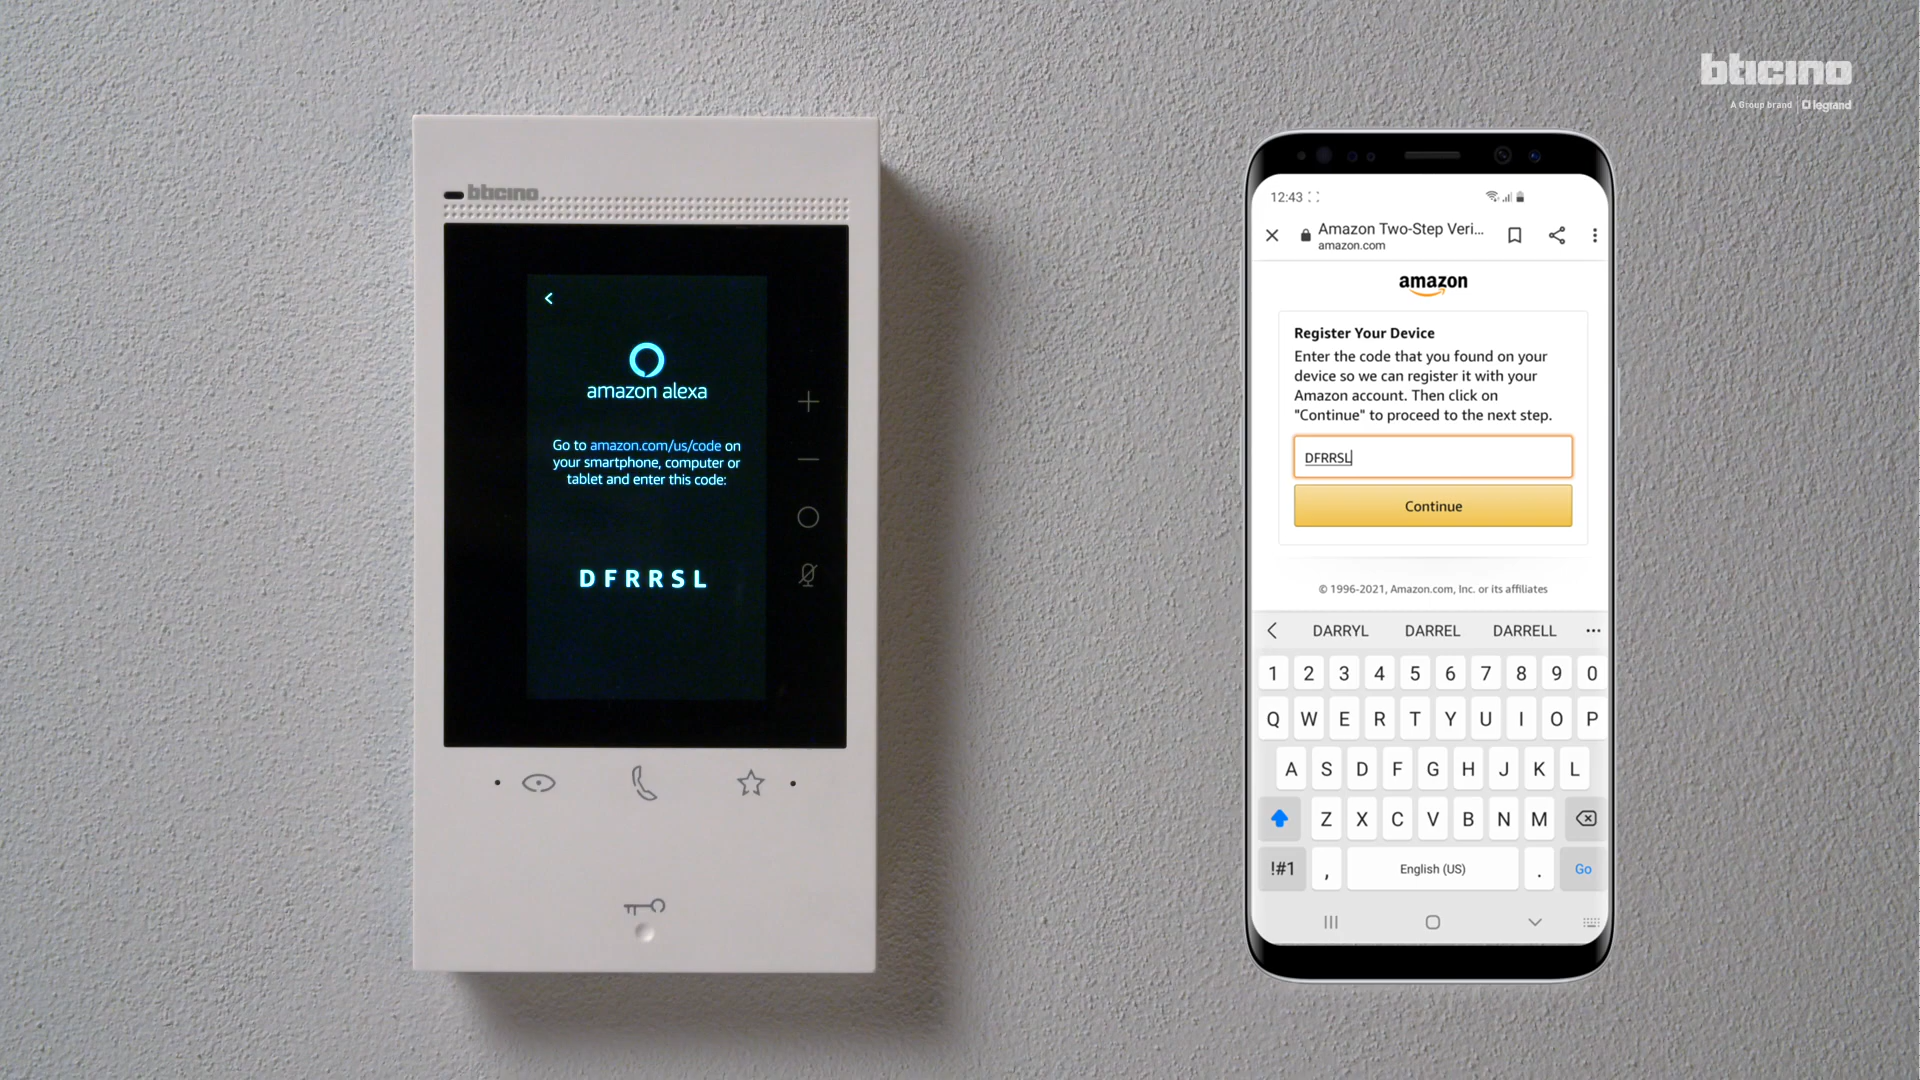 bticino
A Group brand | legrand
bticino
amazon alexa
Go to amazon.com/us/code on
your smartphone, computer or
tablet and enter this code:
DFRRSL
12:43
Amazon Two-Step Veri...
amazon.com
amazon
Register Your Device
Enter the code that you found on your
device so we can register it with your
Amazon account. Then click on
"Continue" to proceed to the next step.
DFRRSL
Continue
© 1996-2021, Amazon.com, Inc. or its affiliates
DARRYL DARREL DARRELL ...
1 2 3 4 5 6 7 8 9 0
Q W E R T Y U I O P
A S D F G H J K L
Z X C V B N M
!#1 , English (US) . Go